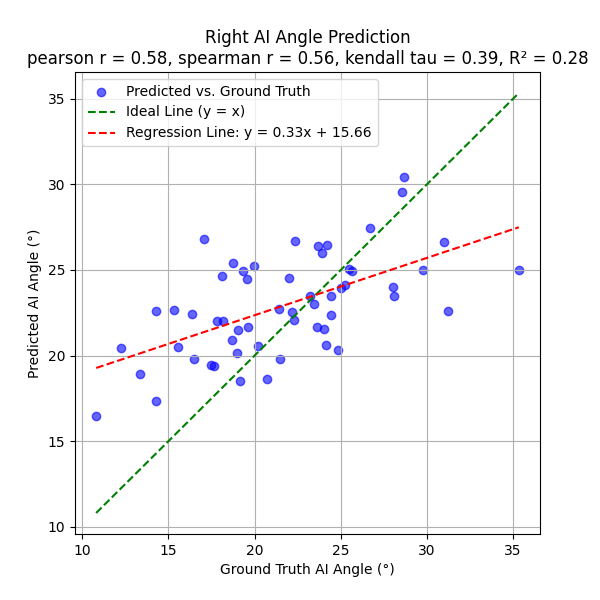 Right AI Angle Prediction
pearson r = 0.58, spearman r = 0.56, kendall tau = 0.39, R² = 0.28
Predicted vs. Ground Truth
Ideal Line (y = x)
Regression Line: y = 0.33x + 15.66
35
30
25
20
15
10
Predicted AI Angle (°)
10 15 20 25 30 35
Ground Truth AI Angle (°)